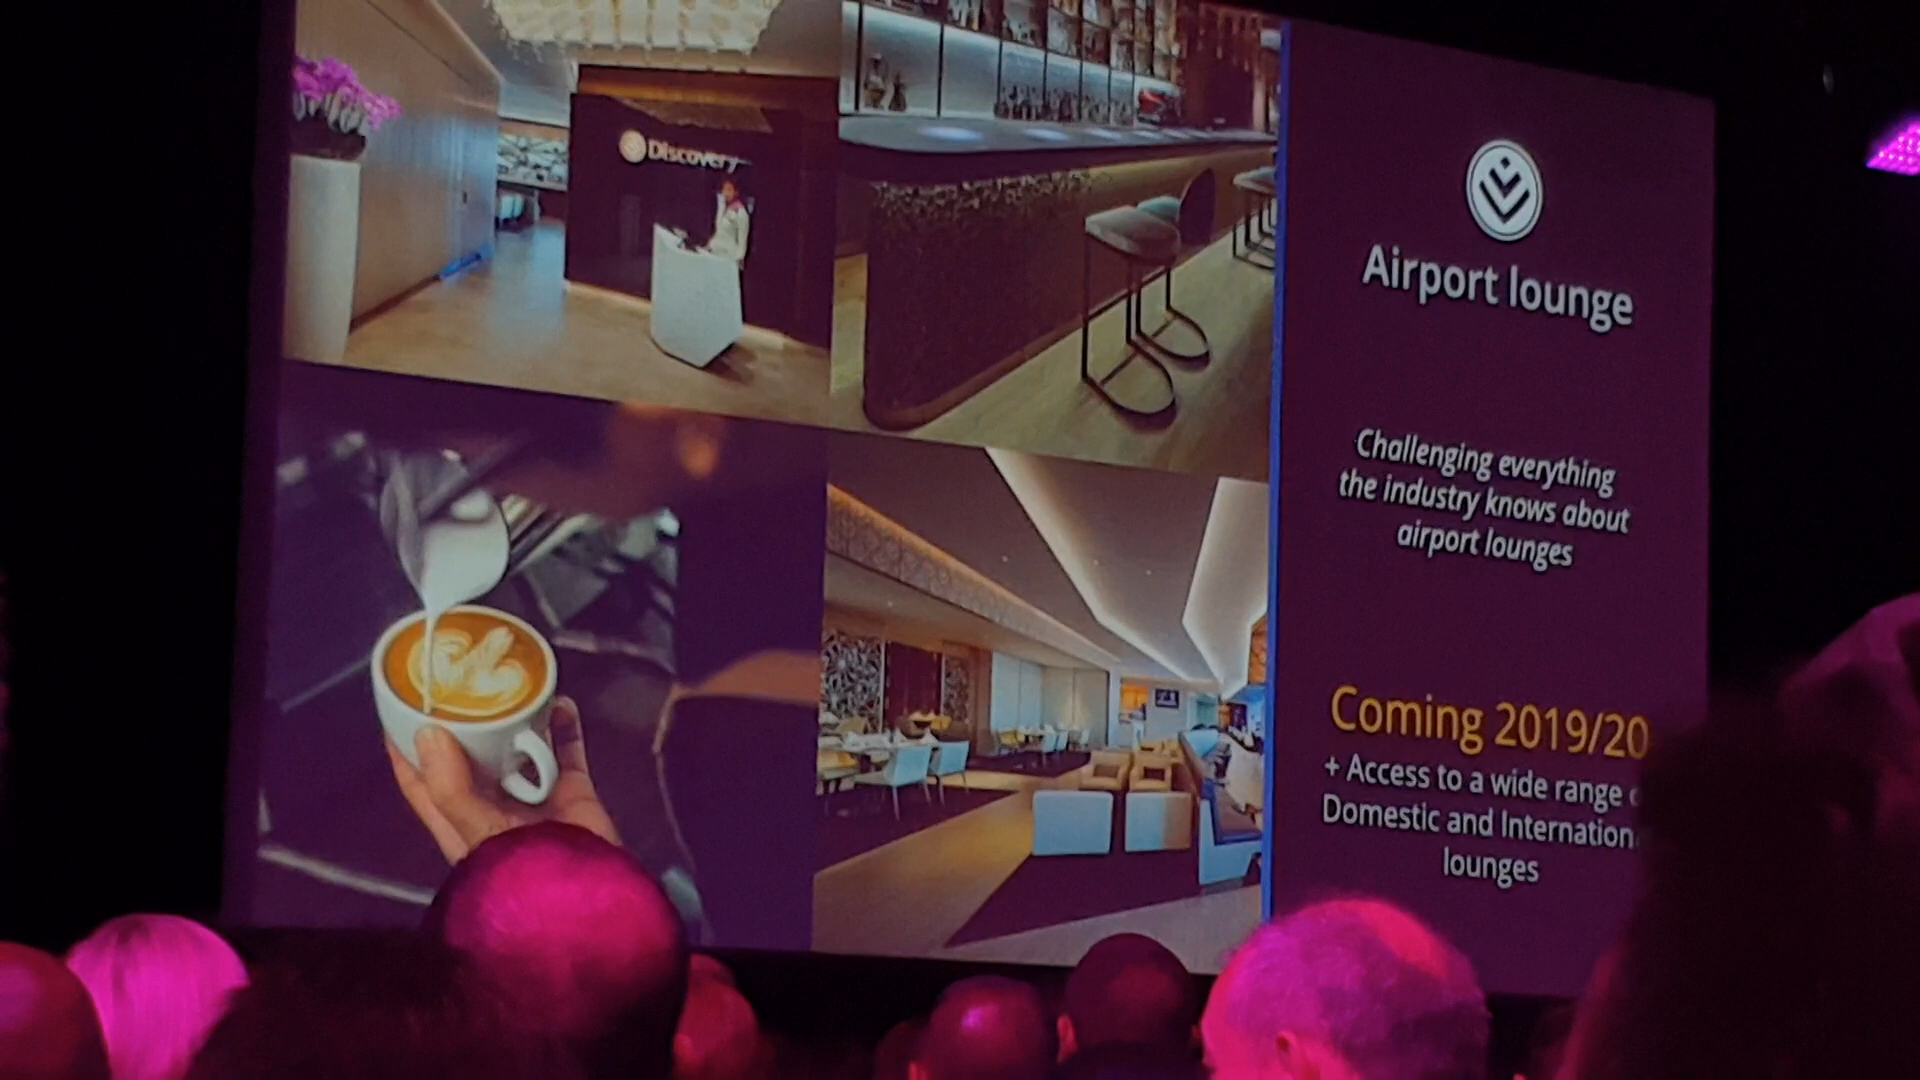 Discovery
Airport lounge
Challenging everything
the industry knows about
airport lounges
Coming 2019/20
+ Access to a wide range
Domestic and Internation
lounges